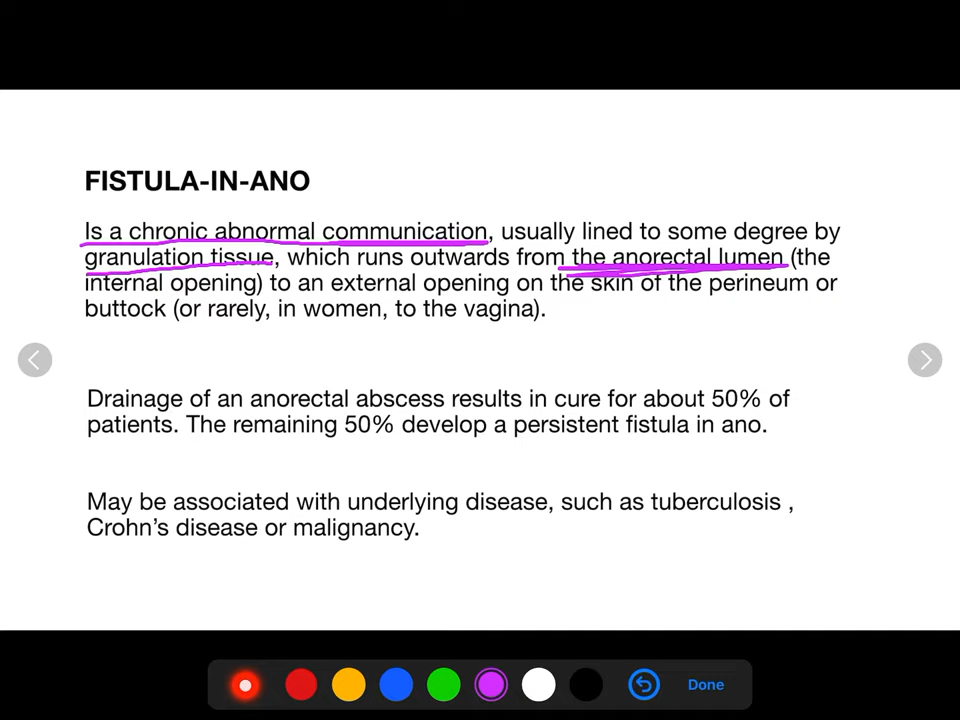 FISTULA-IN-ANO
Is a chronic abnormal communication, usually lined to some degree by
granulation tissue, which runs outwards from the anorectal lumen (the
internal opening) to an external opening on the skin of the perineum or
buttock (or rarely, in women, to the vagina).
Drainage of an anorectal abscess results in cure for about 50% of
patients. The remaining 50% develop a persistent fistula in ano.
May be associated with underlying disease, such as tuberculosis ,
Crohn’s disease or malignancy.
Done